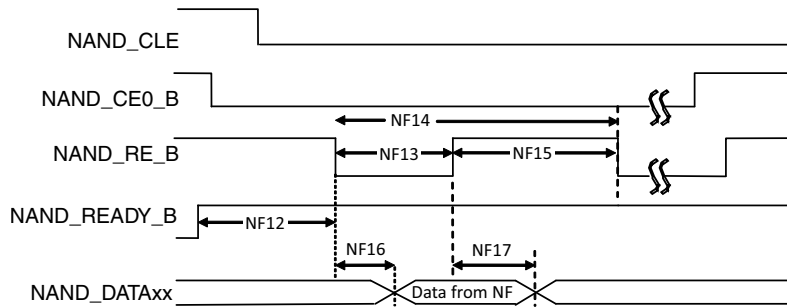 NAND_CLE
NAND_CE0_B
NF14
NAND_RE_B
NF13
NF15
NAND_READY_B
NF12
NF16
NF17
NAND_DATAxx
Data from NF